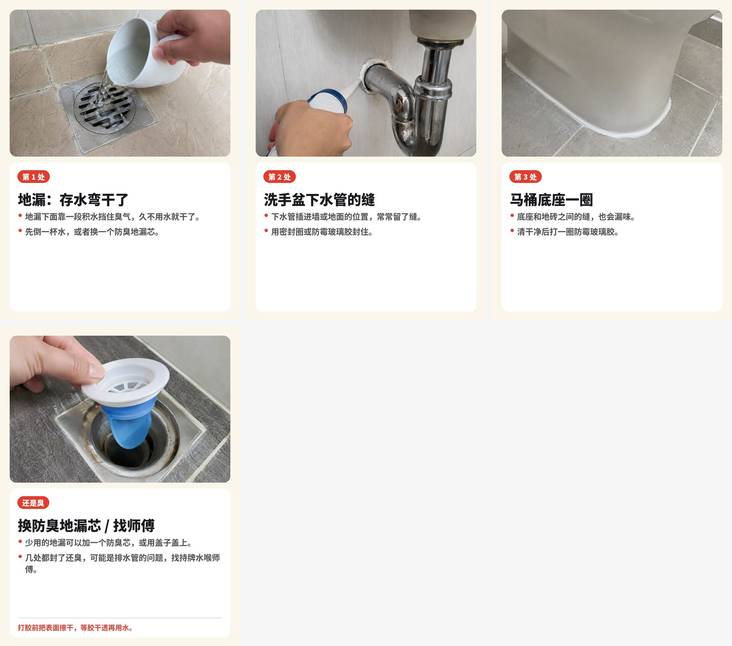 第1处
地漏：存水弯干了
地漏下面靠一段积水挡住臭气，久不用水就干了。
先倒一杯水，或者换一个防臭地漏芯。
第2处
洗手盆下水管的缝
下水管插进墙或地面的位置，常常留了缝。
用密封圈或防霉玻璃胶封住。
第3处
马桶底座一圈
底座和地砖之间的缝，也会漏味。
清干净后打一圈防霉玻璃胶。
还是臭
换防臭地漏芯 / 找师傅
少用的地漏可以加一个防臭芯，或用盖子盖上。
几处都封了还臭，可能是排水管的问题，找持牌水喉师
傅。
打胶前把表面擦干，等胶干透再用水。